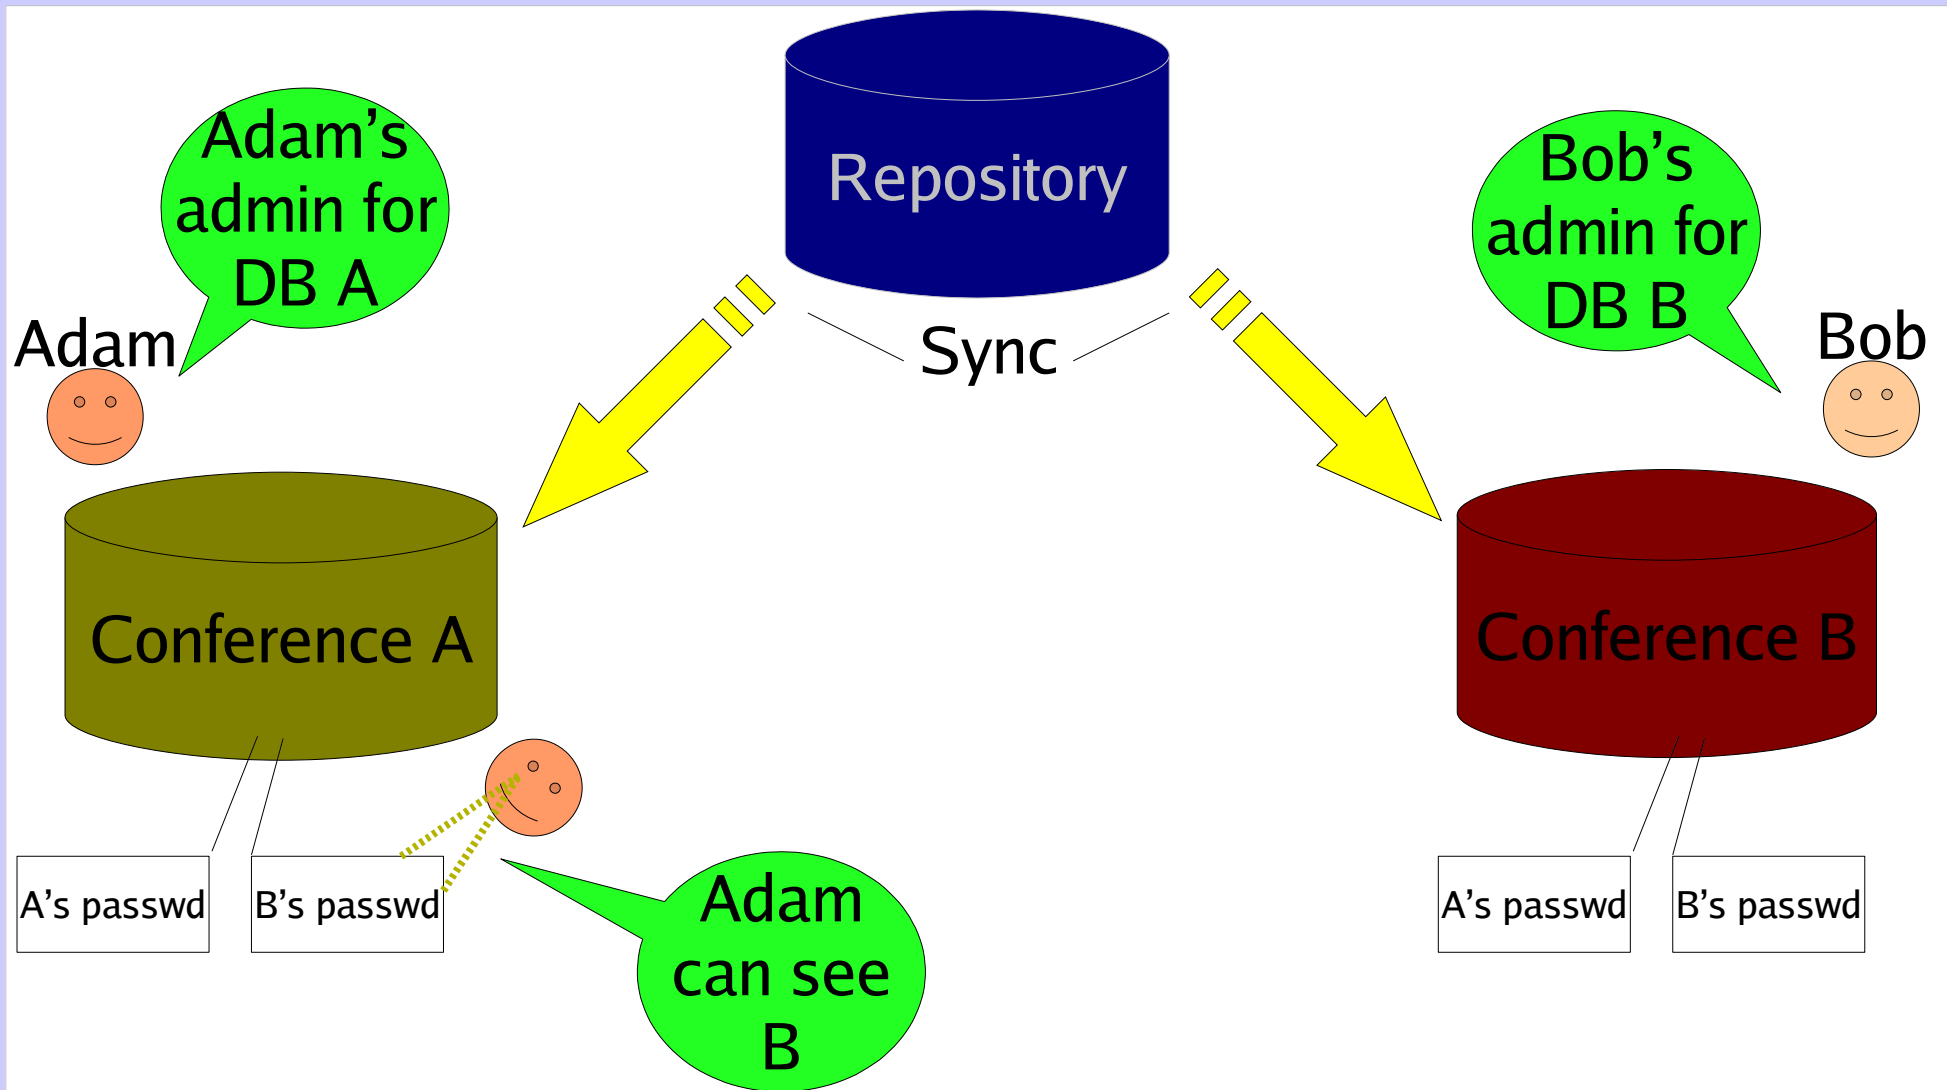 Adam’s
admin for
DB A
Adam
Repository
Sync
Bob’s
admin for
DB B
Bob
Conference A
Conference B
A’s passwd
B’s passwd
Adam
can see
B
A’s passwd
B’s passwd